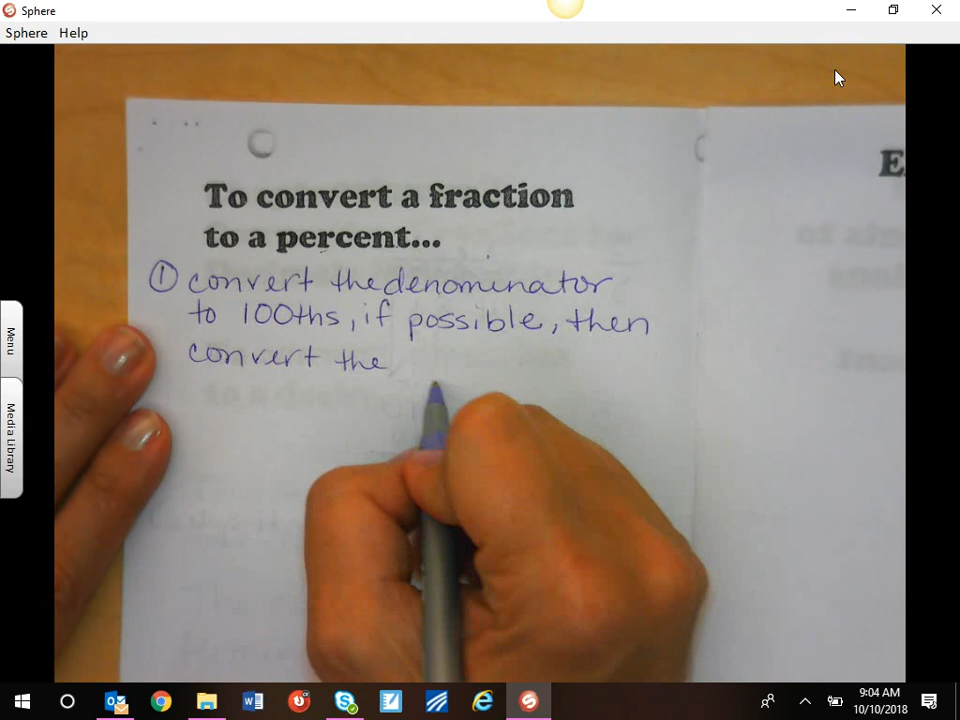 Sphere
Sphere Help
E
To convert a fraction
to a percent...
① convert the denominator
to 100ths, if possible, then
convert the
Menu
Media Library
9:04 AM
10/10/2018